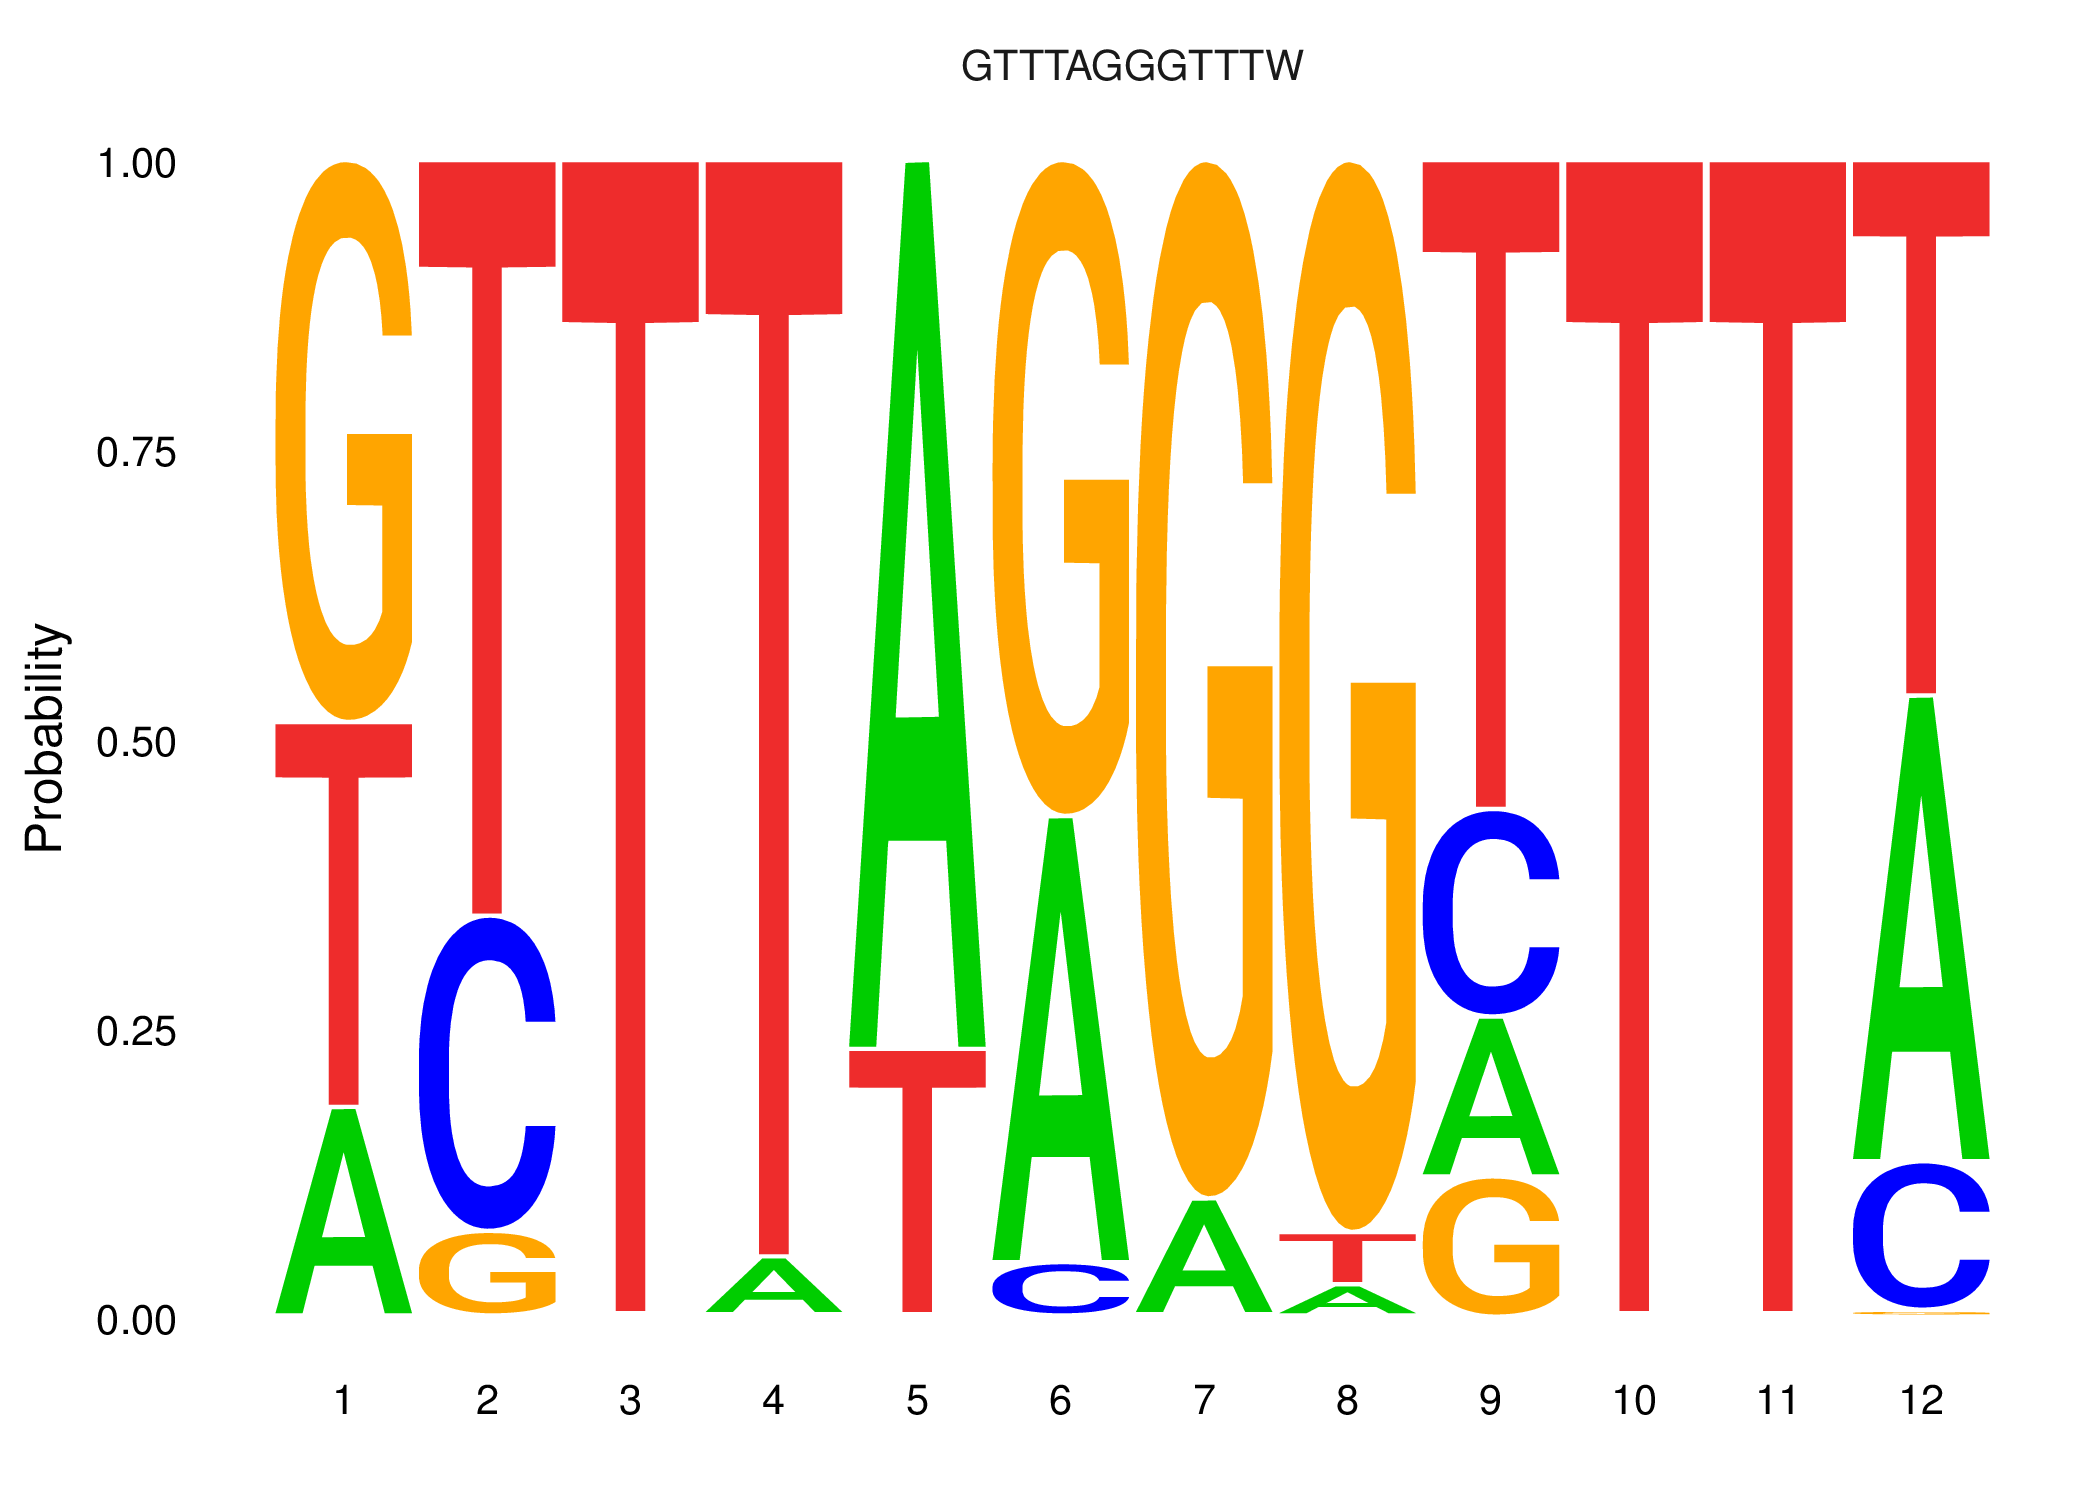 GTTTAGGGTTTW
Probability
1.00
0.75
0.50
0.25
0.00
G T T T A G G G T T T T
T C A T A A T C A
A G C A A C
G
1 2 3 4 5 6 7 8 9 10 11 12